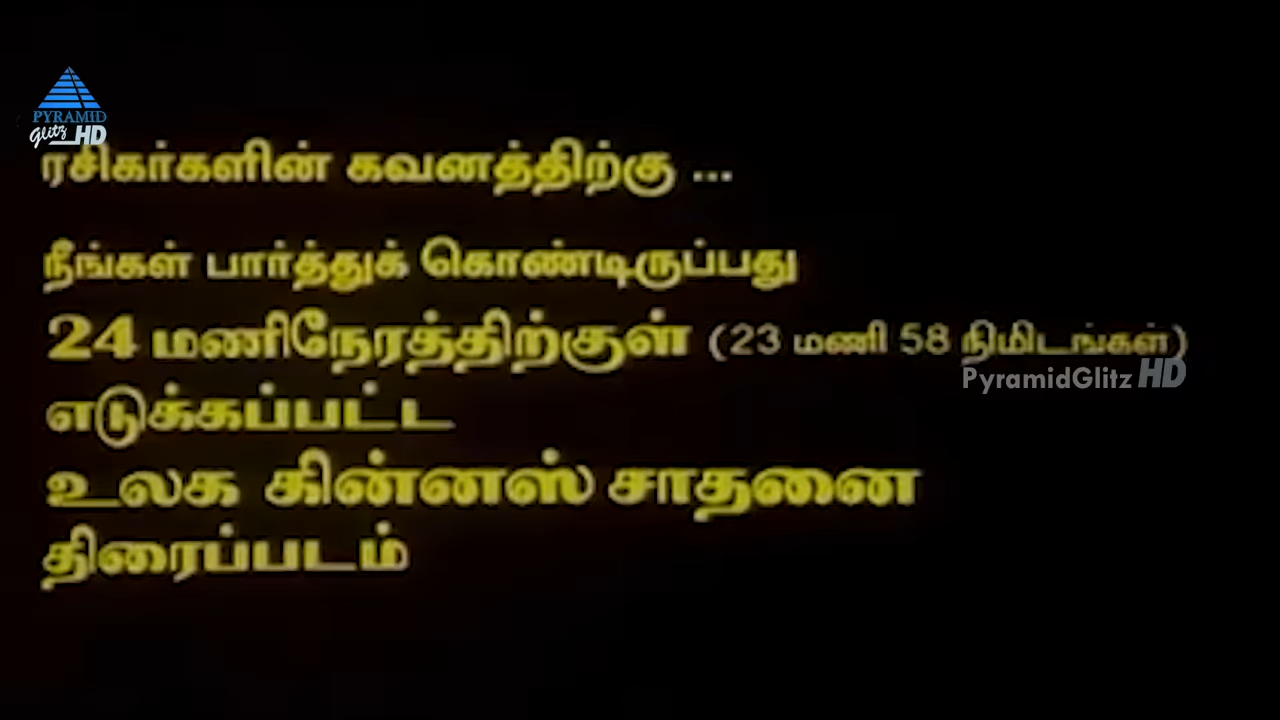 PYRAMID
Glitz HD
ரசிகர்களின் கவனத்திற்கு ...
நீங்கள் பார்த்துக் கொண்டிருப்பது
24 மணிநேரத்திற்குள் (23 மணி 58 நிமிடங்கள்)
PyramidGlitz HD
எடுக்கப்பட்ட
உலக கின்னஸ் சாதனை
திரைப்படம்